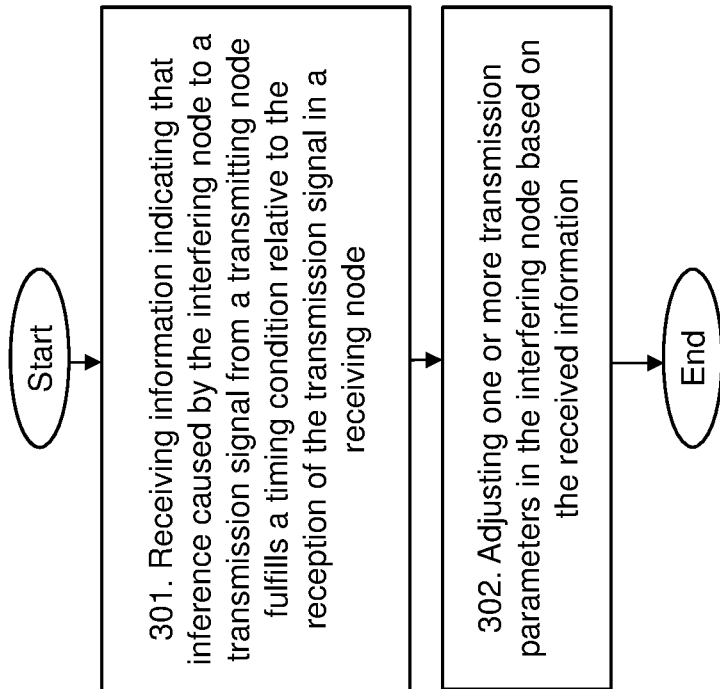 Start
301. Receiving information indicating that
inference caused by the interfering node to a
transmission signal from a transmitting node
fulfills a timing condition relative to the
reception of the transmission signal in a
receiving node
302. Adjusting one or more transmission
parameters in the interfering node based on
the received information
End